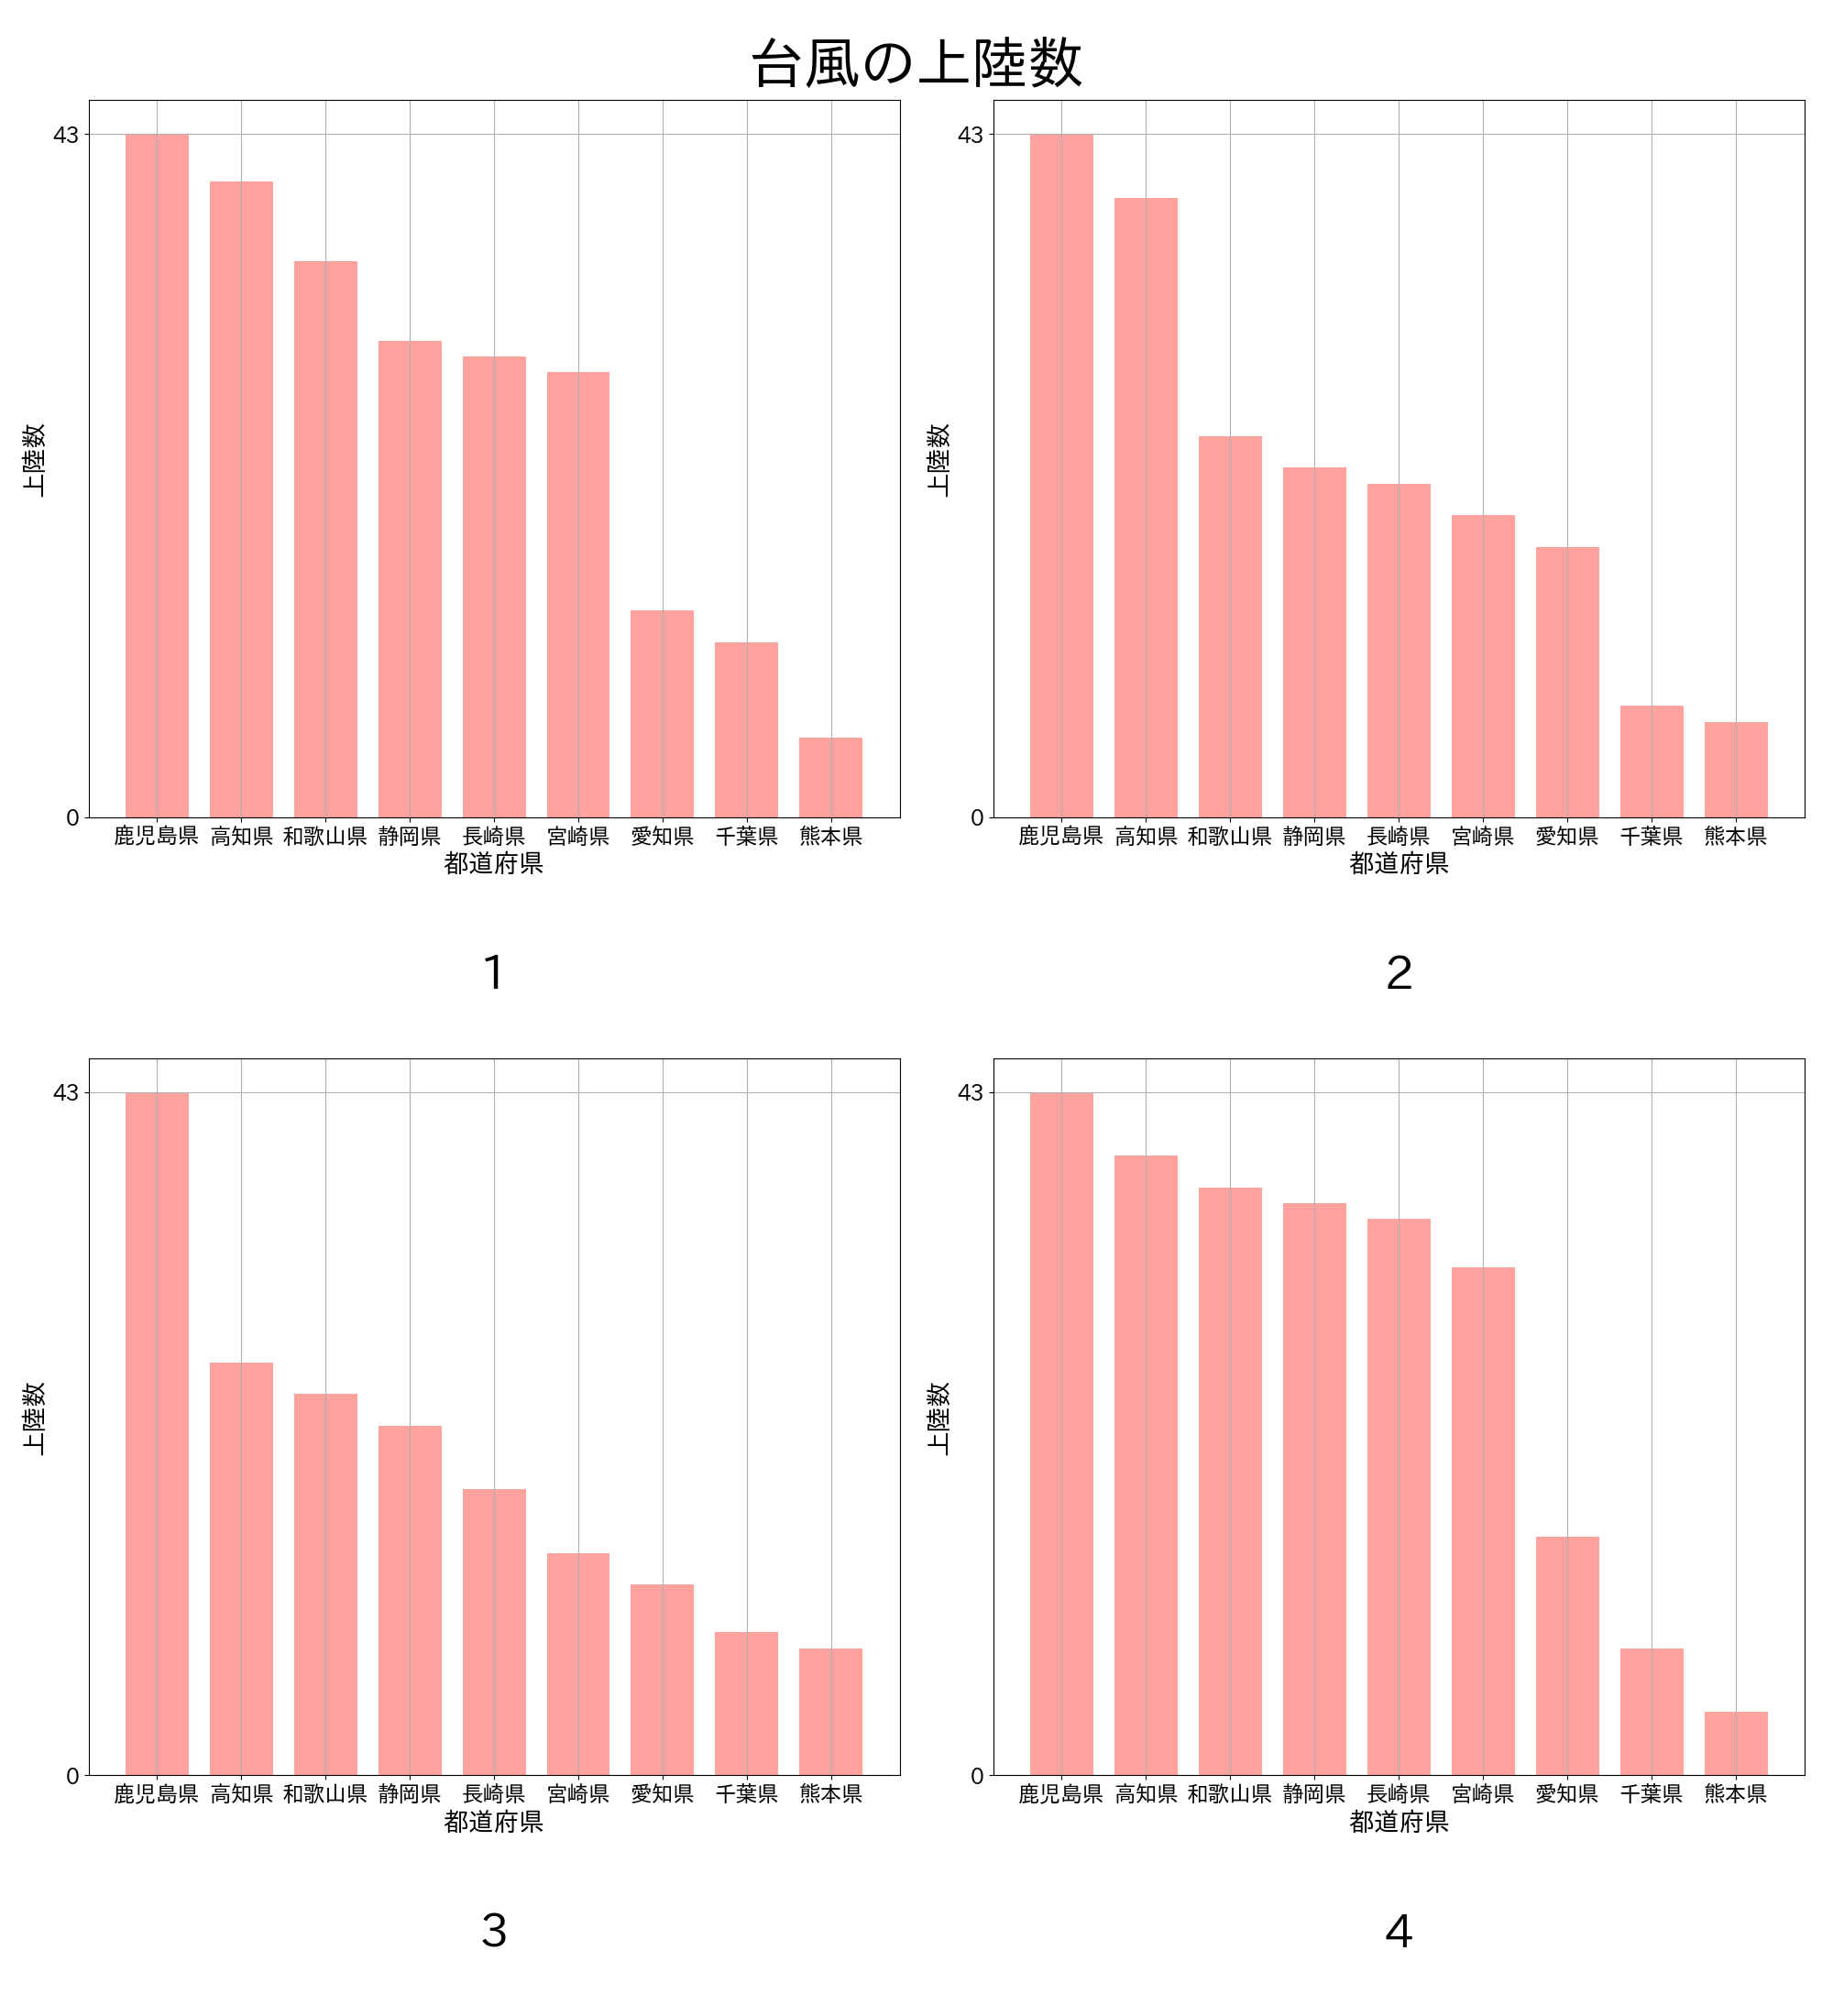 台風の上陸数
43
0
上陸数
鹿児島県 高知県 和歌山県 静岡県 長崎県 宮崎県 愛知県 千葉県 熊本県
都道府県
1
43
0
上陸数
鹿児島県 高知県 和歌山県 静岡県 長崎県 宮崎県 愛知県 千葉県 熊本県
都道府県
2
43
0
上陸数
鹿児島県 高知県 和歌山県 静岡県 長崎県 宮崎県 愛知県 千葉県 熊本県
都道府県
3
43
0
上陸数
鹿児島県 高知県 和歌山県 静岡県 長崎県 宮崎県 愛知県 千葉県 熊本県
都道府県
4